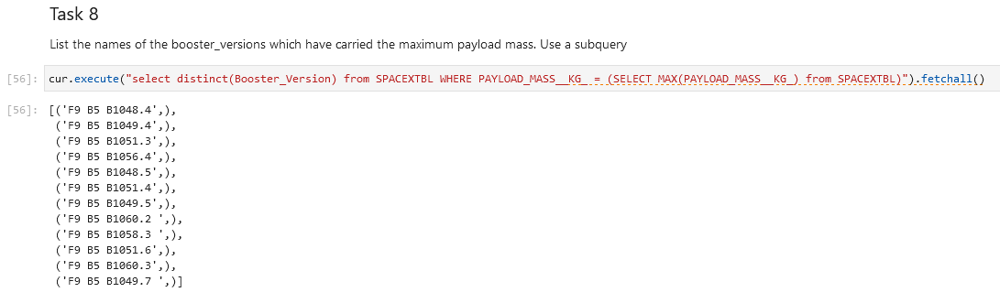 Task 8
List the names of the booster_versions which have carried the maximum payload mass. Use a subquery
[56]: cur.execute("select distinct(Booster_Version) from SPACEXTBL WHERE PAYLOAD_MASS__KG_ = (SELECT MAX(PAYLOAD_MASS__KG_) from SPACEXTBL)").fetchall()
[56]: [('F9 B5 B1048.4',),
('F9 B5 B1049.4',),
('F9 B5 B1051.3',),
('F9 B5 B1056.4',),
('F9 B5 B1048.5',),
('F9 B5 B1051.4',),
('F9 B5 B1049.5',),
('F9 B5 B1060.2 ',),
('F9 B5 B1058.3 ',),
('F9 B5 B1051.6',),
('F9 B5 B1060.3',),
('F9 B5 B1049.7 ',)]